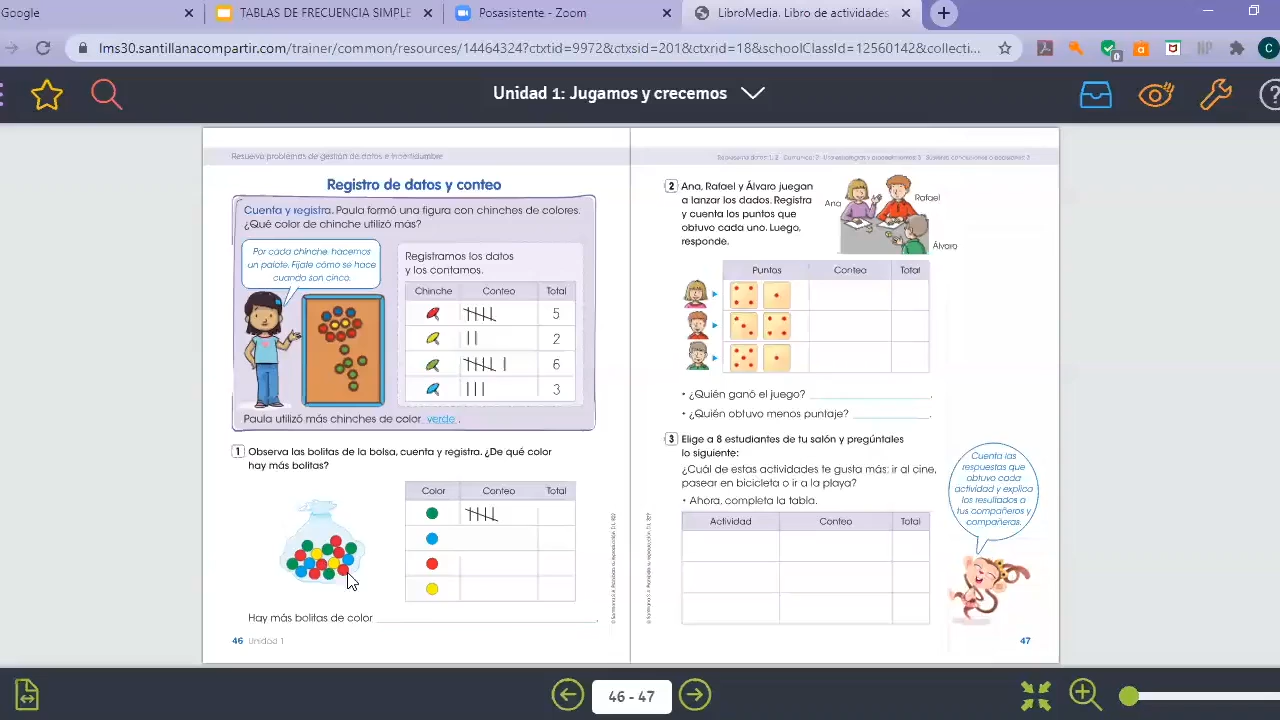 Google
TABLAS DE FRECUENCIA SIMPLE
Posasistente - Zoom
LibroMedia. Libro de actividades
lms30.santillanacompartir.com/trainer/common/resources/14464324?ctxtid=9972&ctxsid=201&ctxrid=18&schoolClassId=12560142&collecti...
Unidad 1: Jugamos y crecemos
Resuelve problemas de gestión de datos e incertidumbre
Registro de datos y conteo
Cuenta y registra. Paula formó una figura con chinches de colores.
¿Qué color de chinche utilizó más?
Por cada chinche, hacemos
un palote. Fíjate cómo se hace
cuando son cinco.
Registramos los datos
y los contamos.
Chinche Conteo Total
5
2
6
3
Paula utilizó más chinches de color verde.
1 Observa las bolitas de la bolsa, cuenta y registra. ¿De qué color
hay más bolitas?
Color Conteo Total
Hay más bolitas de color
46 Unidad 1
2 Ana, Rafael y Álvaro juegan
a lanzar los dados. Registra
y cuenta los puntos que
obtuvo cada uno. Luego,
responde.
Ana
Rafael
Álvaro
Puntos Conteo Total
• ¿Quién ganó el juego?
• ¿Quién obtuvo menos puntaje?
3 Elige a 8 estudiantes de tu salón y pregúntales
lo siguiente:
¿Cuál de estas actividades te gusta más: ir al cine,
pasear en bicicleta o ir a la playa?
• Ahora, completa la tabla.
Actividad Conteo Total
Cuenta las
respuestas que
obtuvo cada
actividad y explica
los resultados a
tus compañeros y
compañeras.
47
46 - 47